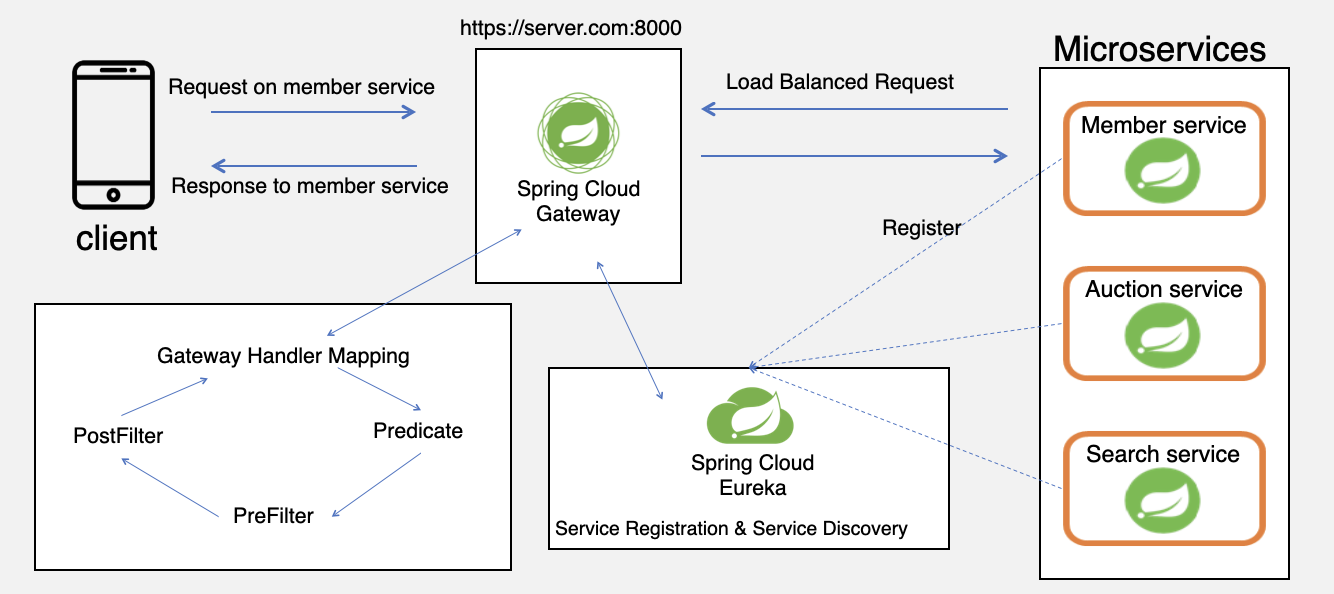 https://server.com:8000
Microservices
Request on member service
Load Balanced Request
Member service
Response to member service
Spring Cloud
Gateway
client
Register
Auction service
Gateway Handler Mapping
PostFilter
Predicate
PreFilter
Spring Cloud
Eureka
Service Registration & Service Discovery
Search service